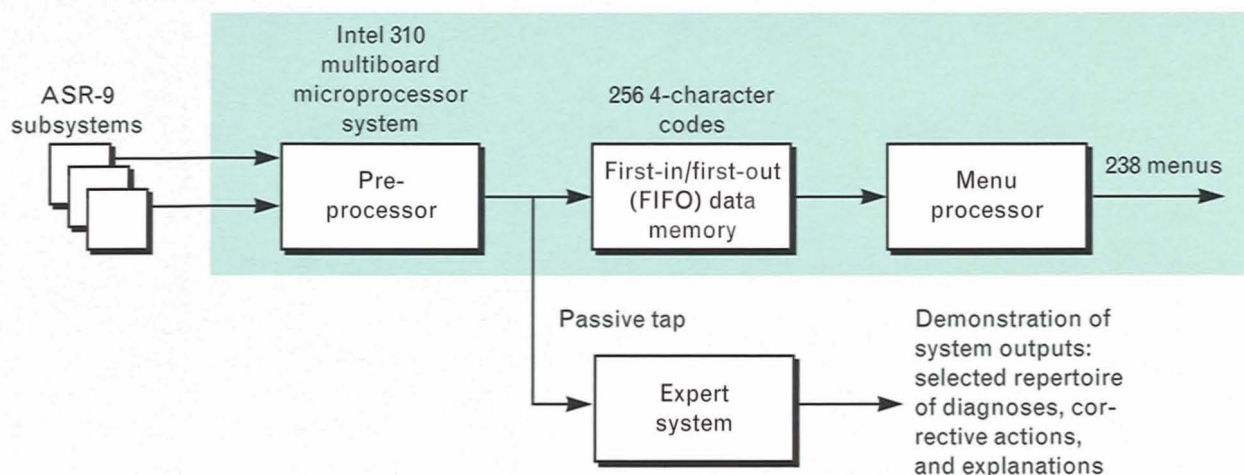 ASR-9
subsystems
Intel 310
multiboard
microprocessor
system
Pre-
processor
256 4-character
codes
First-in/first-out
(FIFO) data
memory
Menu
processor
238 menus
Passive tap
Expert
system
Demonstration of
system outputs:
selected repertoire
of diagnoses, cor-
rective actions,
and explanations